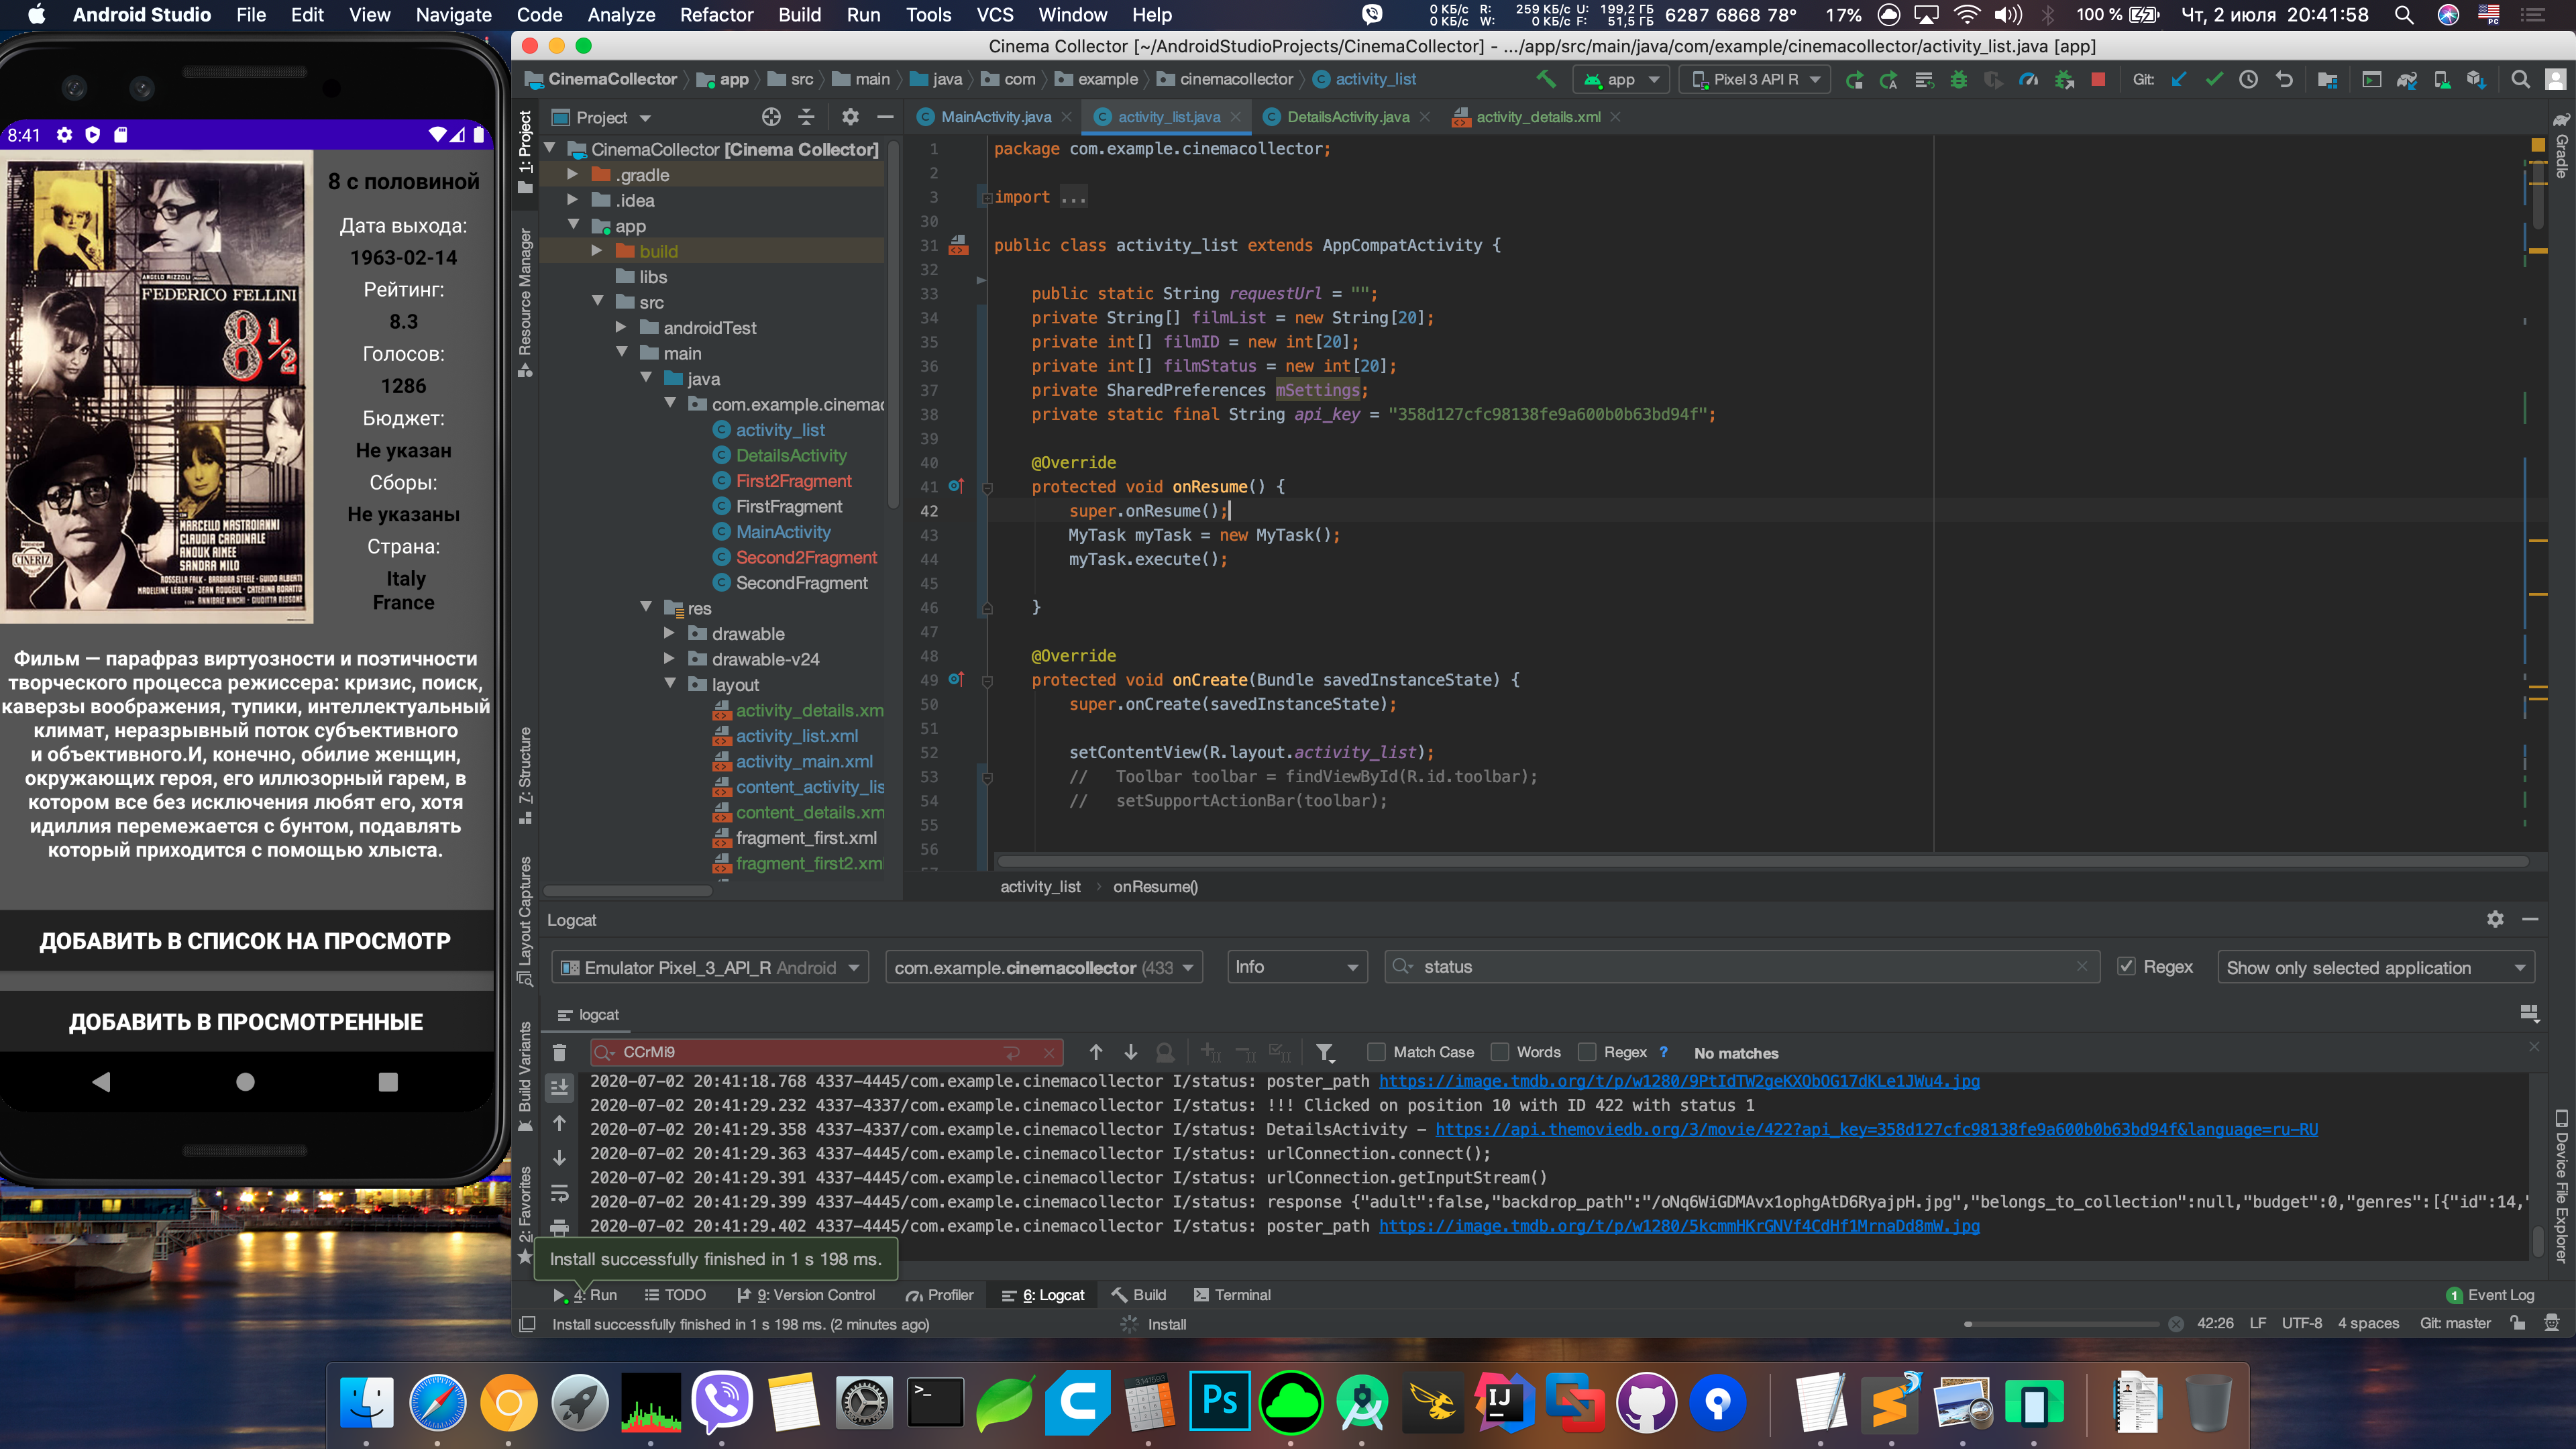 Android Studio File Edit View Navigate Code Analyze Refactor Build Run Tools VCS Window Help
0 КБ/с R: 259 КБ/с U: 199,2 ГБ
0 КБ/с W: 0 КБ/с F: 51,5 ГБ
6287 6868 78° 17% 100 % Чт, 2 июля 20:41:58
Cinema Collector [~/AndroidStudioProjects/CinemaCollector] - .../app/src/main/java/com/example/cinemacollector/activity_list.java [app]
CinemaCollector app src main java com example cinemacollector activity_list
app Pixel 3 API R Git:
8:41
8 с половиной
Дата выхода:
1963-02-14
Рейтинг:
8.3
Голосов:
1286
Бюджет:
Не указан
Сборы:
Не указаны
Страна:
Italy
France
ANGELO RIZZOLI
FEDERICO FELLINI
8½
MARCELLO MASTROIANNI
CLAUDIA CARDINALE
ANOUK AIMEE
SANDRA MILO
ROSSELLA FALK · BARBARA STEELE · GUIDO ALBERTI
MADELEINE LEBEAU · JEAN ROUGEUL · CATERINA BORATTO
CINERIZ
Фильм — парафраз виртуозности и поэтичности
творческого процесса режиссера: кризис, поиск,
каверзы воображения, тупики, интеллектуальный
климат, неразрывный поток субъективного
и объективного.И, конечно, обилие женщин,
окружающих героя, его иллюзорный гарем, в
котором все без исключения любят его, хотя
идиллия перемежается с бунтом, подавлять
который приходится с помощью хлыста.
ДОБАВИТЬ В СПИСОК НА ПРОСМОТР
ДОБАВИТЬ В ПРОСМОТРЕННЫЕ
1: Project
Resource Manager
7: Structure
Layout Captures
Build Variants
2: Favorites
Project
CinemaCollector [Cinema Collector]
.gradle
.idea
app
build
libs
src
androidTest
main
java
com.example.cinemac
activity_list
DetailsActivity
First2Fragment
FirstFragment
MainActivity
Second2Fragment
SecondFragment
res
drawable
drawable-v24
layout
activity_details.xm
activity_list.xml
activity_main.xml
content_activity_lis
content_details.xm
fragment_first.xml
fragment_first2.xml
MainActivity.java activity_list.java DetailsActivity.java activity_details.xml
1 package com.example.cinemacollector;
2
3 import ...
30
31 public class activity_list extends AppCompatActivity {
32
33 public static String requestUrl = "";
34 private String[] filmList = new String[20];
35 private int[] filmID = new int[20];
36 private int[] filmStatus = new int[20];
37 private SharedPreferences mSettings;
38 private static final String api_key = "358d127cfc98138fe9a600b0b63bd94f";
39
40 @Override
41 protected void onResume() {
42 super.onResume();
43 MyTask myTask = new MyTask();
44 myTask.execute();
45
46 }
47
48 @Override
49 protected void onCreate(Bundle savedInstanceState) {
50 super.onCreate(savedInstanceState);
51
52 setContentView(R.layout.activity_list);
53 // Toolbar toolbar = findViewById(R.id.toolbar);
54 // setSupportActionBar(toolbar);
55
56
activity_list › onResume()
Gradle
Device File Explorer
Logcat
Emulator Pixel_3_API_R Android com.example.cinemacollector (433 Info status Regex Show only selected application
logcat
CCrMi9 Match Case Words Regex ? No matches
2020-07-02 20:41:18.768 4337-4445/com.example.cinemacollector I/status: poster_path https://image.tmdb.org/t/p/w1280/9PtIdTW2geKXQbOG17dKLe1JWu4.jpg
2020-07-02 20:41:29.232 4337-4337/com.example.cinemacollector I/status: !!! Clicked on position 10 with ID 422 with status 1
2020-07-02 20:41:29.358 4337-4337/com.example.cinemacollector I/status: DetailsActivity – https://api.themoviedb.org/3/movie/422?api_key=358d127cfc98138fe9a600b0b63bd94f&language=ru-RU
2020-07-02 20:41:29.363 4337-4445/com.example.cinemacollector I/status: urlConnection.connect();
2020-07-02 20:41:29.391 4337-4445/com.example.cinemacollector I/status: urlConnection.getInputStream()
2020-07-02 20:41:29.399 4337-4445/com.example.cinemacollector I/status: response {"adult":false,"backdrop_path":"/oNq6WiGDMAvx1ophgAtD6RyajpH.jpg","belongs_to_collection":null,"budget":0,"genres":[{"id":14,"
2020-07-02 20:41:29.402 4337-4445/com.example.cinemacollector I/status: poster_path https://image.tmdb.org/t/p/w1280/5kcmmHKrGNVf4CdHf1MrnaDd8mW.jpg
Install successfully finished in 1 s 198 ms.
4: Run TODO 9: Version Control Profiler 6: Logcat Build Terminal 1 Event Log
Install successfully finished in 1 s 198 ms. (2 minutes ago) Install 42:26 LF UTF-8 4 spaces Git: master
3.141593
Ps
IJ